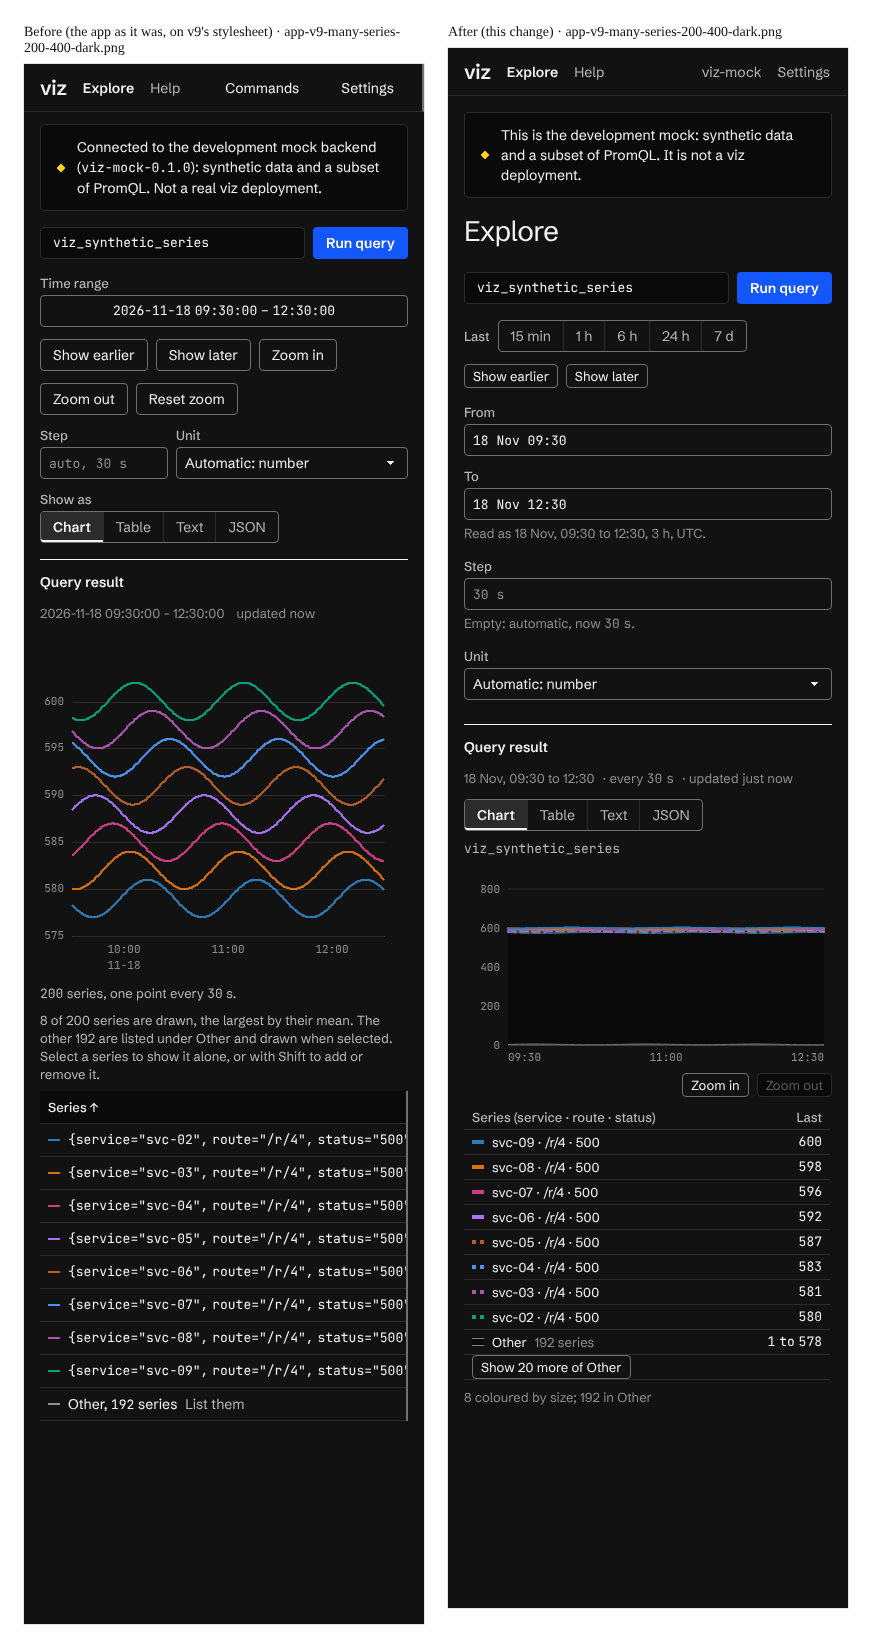 Before (the app as it was, on v9's stylesheet) · app-v9-many-series-
200-400-dark.png
viz Explore Help Commands Settings
Connected to the development mock backend
(viz-mock-0.1.0): synthetic data and a subset
of PromQL. Not a real viz deployment.
viz_synthetic_series Run query
Time range
2026-11-18 09:30:00 – 12:30:00
Show earlier Show later Zoom in
Zoom out Reset zoom
Step Unit
auto, 30 s Automatic: number
Show as
Chart Table Text JSON
Query result
2026-11-18 09:30:00 – 12:30:00 updated now
600
595
590
585
580
575
10:00 11:00 12:00
11-18
200 series, one point every 30 s.
8 of 200 series are drawn, the largest by their mean. The
other 192 are listed under Other and drawn when selected.
Select a series to show it alone, or with Shift to add or
remove it.
Series ↑
{service="svc-02", route="/r/4", status="500"
{service="svc-03", route="/r/4", status="500"
{service="svc-04", route="/r/4", status="500"
{service="svc-05", route="/r/4", status="500"
{service="svc-06", route="/r/4", status="500"
{service="svc-07", route="/r/4", status="500"
{service="svc-08", route="/r/4", status="500"
{service="svc-09", route="/r/4", status="500"
Other, 192 series List them
After (this change) · app-v9-many-series-200-400-dark.png
viz Explore Help viz-mock Settings
This is the development mock: synthetic data
and a subset of PromQL. It is not a viz
deployment.
Explore
viz_synthetic_series Run query
Last 15 min 1 h 6 h 24 h 7 d
Show earlier Show later
From
18 Nov 09:30
To
18 Nov 12:30
Read as 18 Nov, 09:30 to 12:30, 3 h, UTC.
Step
30 s
Empty: automatic, now 30 s.
Unit
Automatic: number
Query result
18 Nov, 09:30 to 12:30 · every 30 s · updated just now
Chart Table Text JSON
viz_synthetic_series
800
600
400
200
0
09:30 11:00 12:30
Zoom in Zoom out
Series (service · route · status) Last
svc-09 · /r/4 · 500 600
svc-08 · /r/4 · 500 598
svc-07 · /r/4 · 500 596
svc-06 · /r/4 · 500 592
svc-05 · /r/4 · 500 587
svc-04 · /r/4 · 500 583
svc-03 · /r/4 · 500 581
svc-02 · /r/4 · 500 580
Other 192 series 1 to 578
Show 20 more of Other
8 coloured by size; 192 in Other